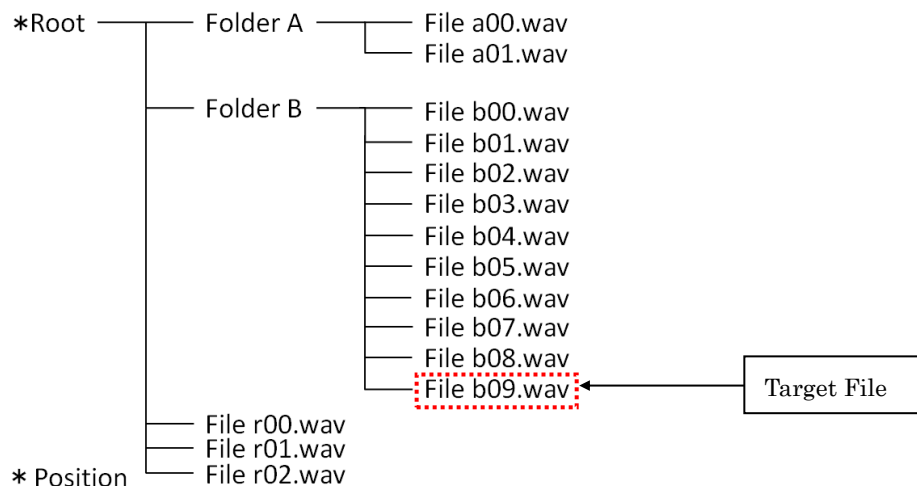 *Root Folder A File a00.wav
File a01.wav
Folder B File b00.wav
File b01.wav
File b02.wav
File b03.wav
File b04.wav
File b05.wav
File b06.wav
File b07.wav
File b08.wav
File b09.wav Target File
File r00.wav
File r01.wav
* Position File r02.wav